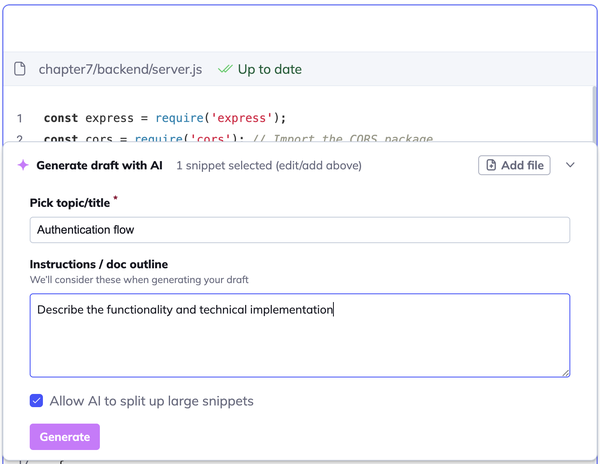 chapter7/backend/server.js Up to date
1 const express = require('express');
2 const cors = require('cors'); // Import the CORS package
Generate draft with AI 1 snippet selected (edit/add above) Add file
Pick topic/title *
Authentication flow
Instructions / doc outline
We'll consider these when generating your draft
Describe the functionality and technical implementation
Allow AI to split up large snippets
Generate